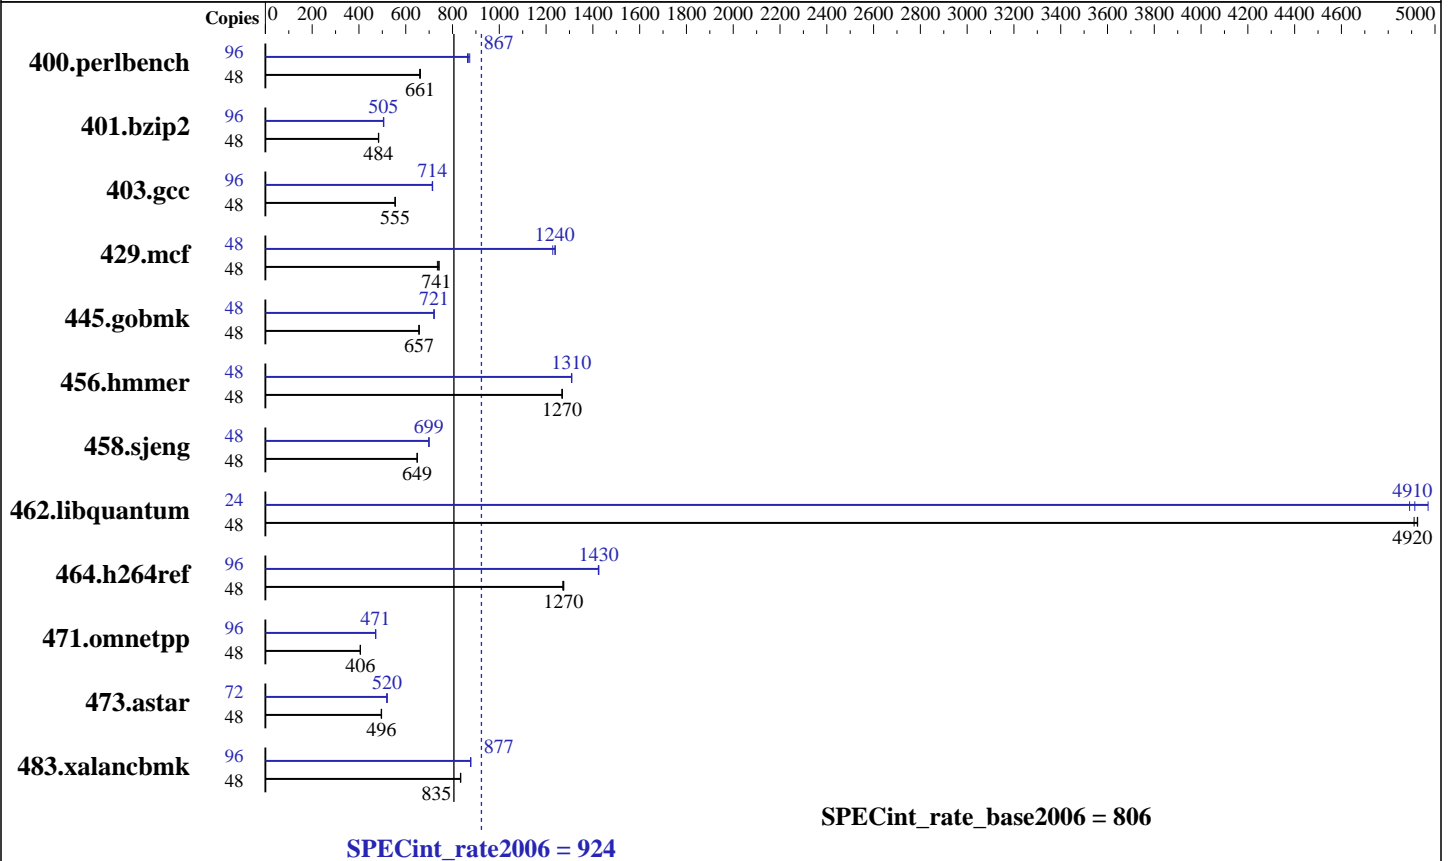 Copies 0 200 400 600 800 1000 1200 1400 1600 1800 2000 2200 2400 2600 2800 3000 3200 3400 3600 3800 4000 4200 4400 4600 5000
400.perlbench 96 867
48 661
401.bzip2 96 505
48 484
403.gcc 96 714
48 555
429.mcf 48 1240
48 741
445.gobmk 48 721
48 657
456.hmmer 48 1310
48 1270
458.sjeng 48 699
48 649
462.libquantum 24 4910
48 4920
464.h264ref 96 1430
48 1270
471.omnetpp 96 471
48 406
473.astar 72 520
48 496
483.xalancbmk 96 877
48 835
SPECint_rate_base2006 = 806
SPECint_rate2006 = 924